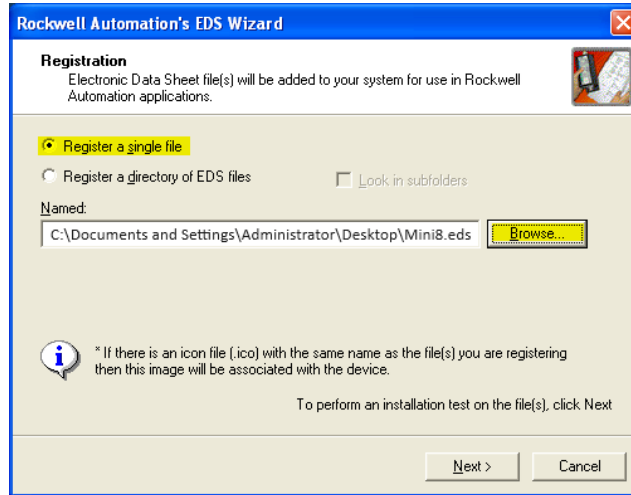 Rockwell Automation's EDS Wizard
Registration
Electronic Data Sheet file(s) will be added to your system for use in Rockwell
Automation applications.
Register a single file
Register a directory of EDS files
Look in subfolders
Named:
C:\Documents and Settings\Administrator\Desktop\Mini8.eds
Browse...
* If there is an icon file (.ico) with the same name as the file(s) you are registering
then this image will be associated with the device.
To perform an installation test on the file(s), click Next
Next >
Cancel